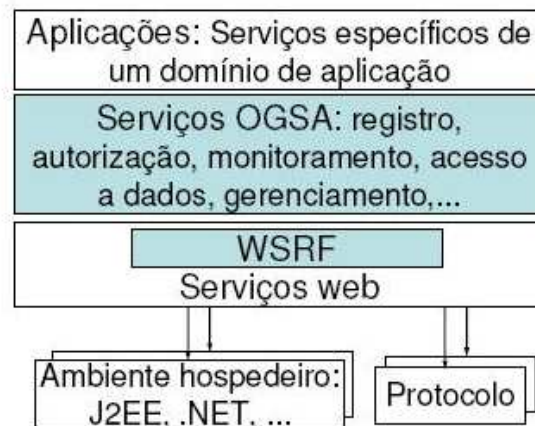 Aplicações: Serviços específicos de
um domínio de aplicação
Serviços OGSA: registro,
autorização, monitoramento, acesso
a dados, gerenciamento,...
WSRF
Serviços web
Ambiente hospedeiro:
J2EE, .NET, ...
Protocolo